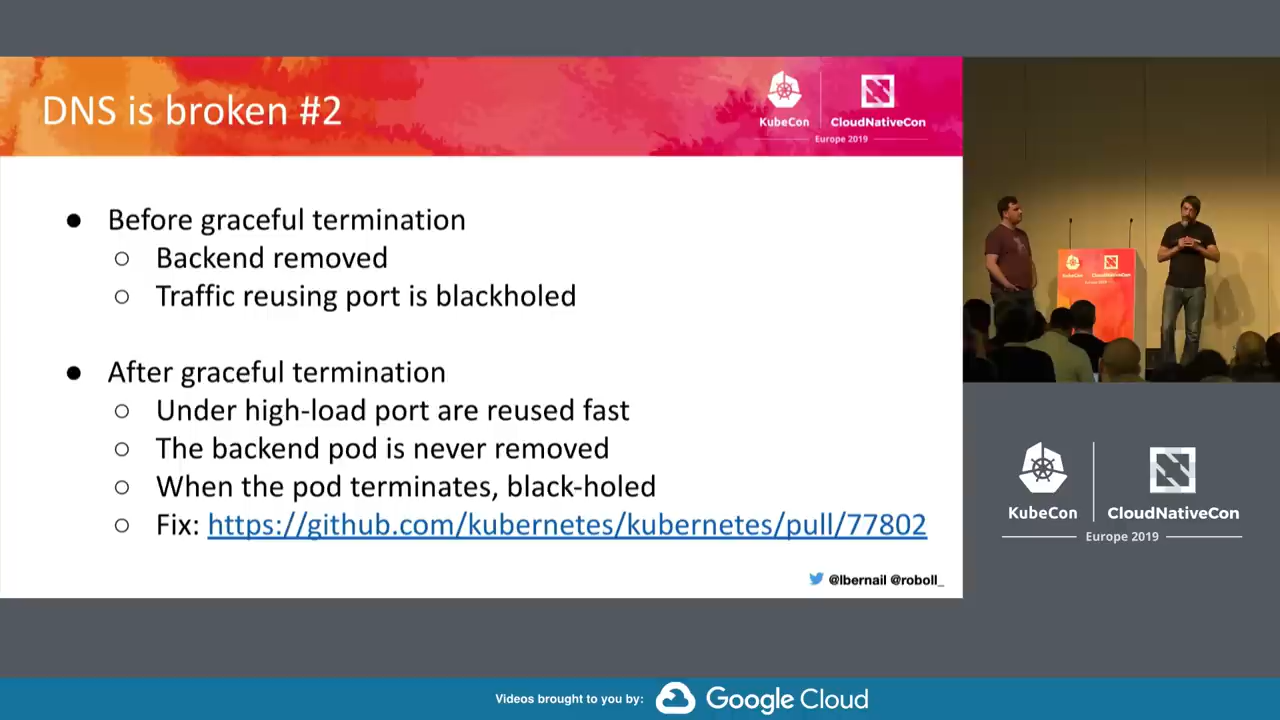 DNS is broken #2
KubeCon
CloudNativeCon
Europe 2019
● Before graceful termination
○ Backend removed
○ Traffic reusing port is blackholed
● After graceful termination
○ Under high-load port are reused fast
○ The backend pod is never removed
○ When the pod terminates, black-holed
○ Fix: https://github.com/kubernetes/kubernetes/pull/77802
@lbernail @roboll_
KubeCon
CloudNativeCon
KubeCon
CloudNativeCon
Europe 2019
Videos brought to you by:
Google Cloud